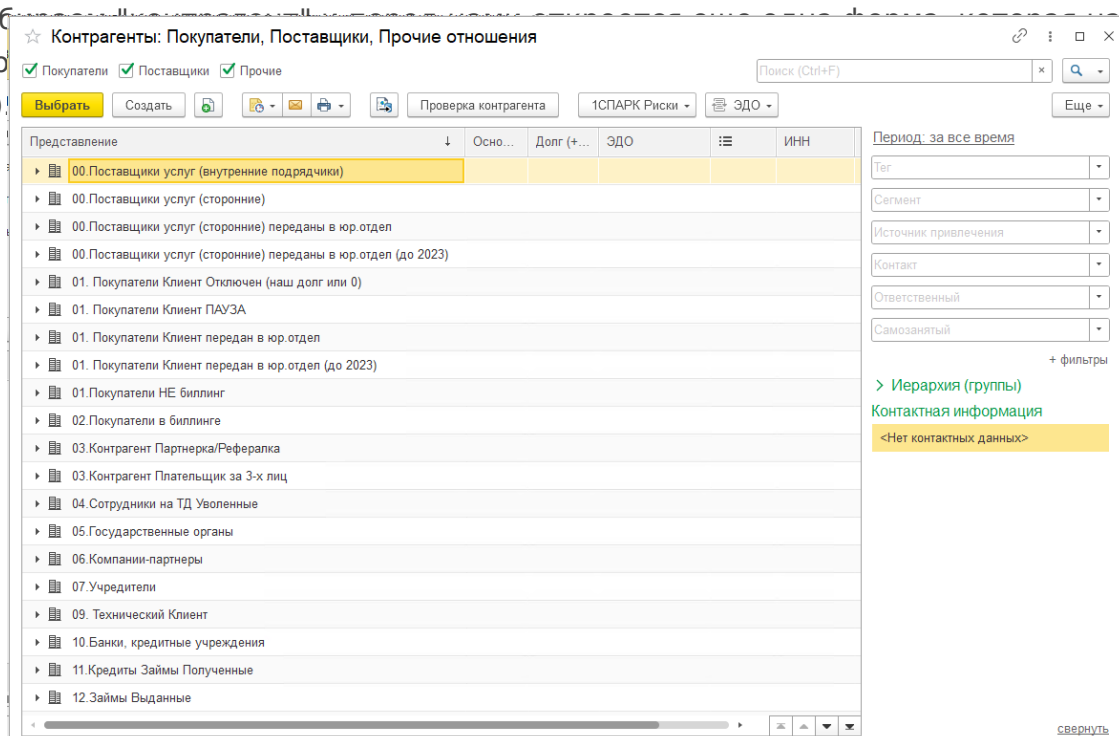 Контрагенты: Покупатели, Поставщики, Прочие отношения
Покупатели Поставщики Прочие
Поиск (Ctrl+F)
Выбрать Создать Проверка контрагента 1СПАРК Риски ЭДО Еще
Представление Осно... Долг (+... ЭДО ИНН
Период: за все время
00.Поставщики услуг (внутренние подрядчики)
00.Поставщики услуг (сторонние)
00.Поставщики услуг (сторонние) переданы в юр.отдел
00.Поставщики услуг (сторонние) переданы в юр.отдел (до 2023)
01. Покупатели Клиент Отключен (наш долг или 0)
01. Покупатели Клиент ПАУЗА
01. Покупатели Клиент передан в юр.отдел
01. Покупатели Клиент передан в юр.отдел (до 2023)
01.Покупатели НЕ биллинг
02.Покупатели в биллинге
03.Контрагент Партнерка/Рефералка
03.Контрагент Плательщик за 3-х лиц
04.Сотрудники на ТД Уволенные
05.Государственные органы
06.Компании-партнеры
07.Учредители
09. Технический Клиент
10.Банки, кредитные учреждения
11.Кредиты Займы Полученные
12.Займы Выданные
Тег
Сегмент
Источник привлечения
Контакт
Ответственный
Самозанятый
+ фильтры
Иерархия (группы)
Контактная информация
<Нет контактных данных>
свернуть